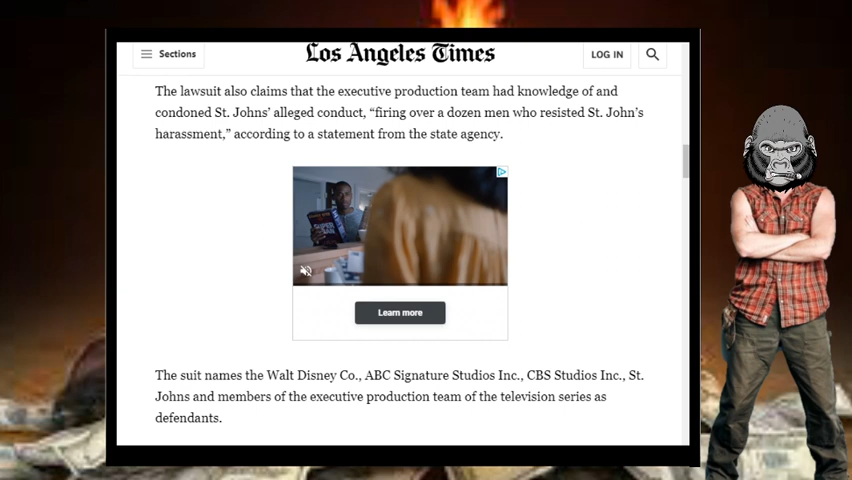 Sections
Los Angeles Times
LOG IN
The lawsuit also claims that the executive production team had knowledge of and
condoned St. Johns’ alleged conduct, “firing over a dozen men who resisted St. John’s
harassment,” according to a statement from the state agency.
Learn more
The suit names the Walt Disney Co., ABC Signature Studios Inc., CBS Studios Inc., St.
Johns and members of the executive production team of the television series as
defendants.